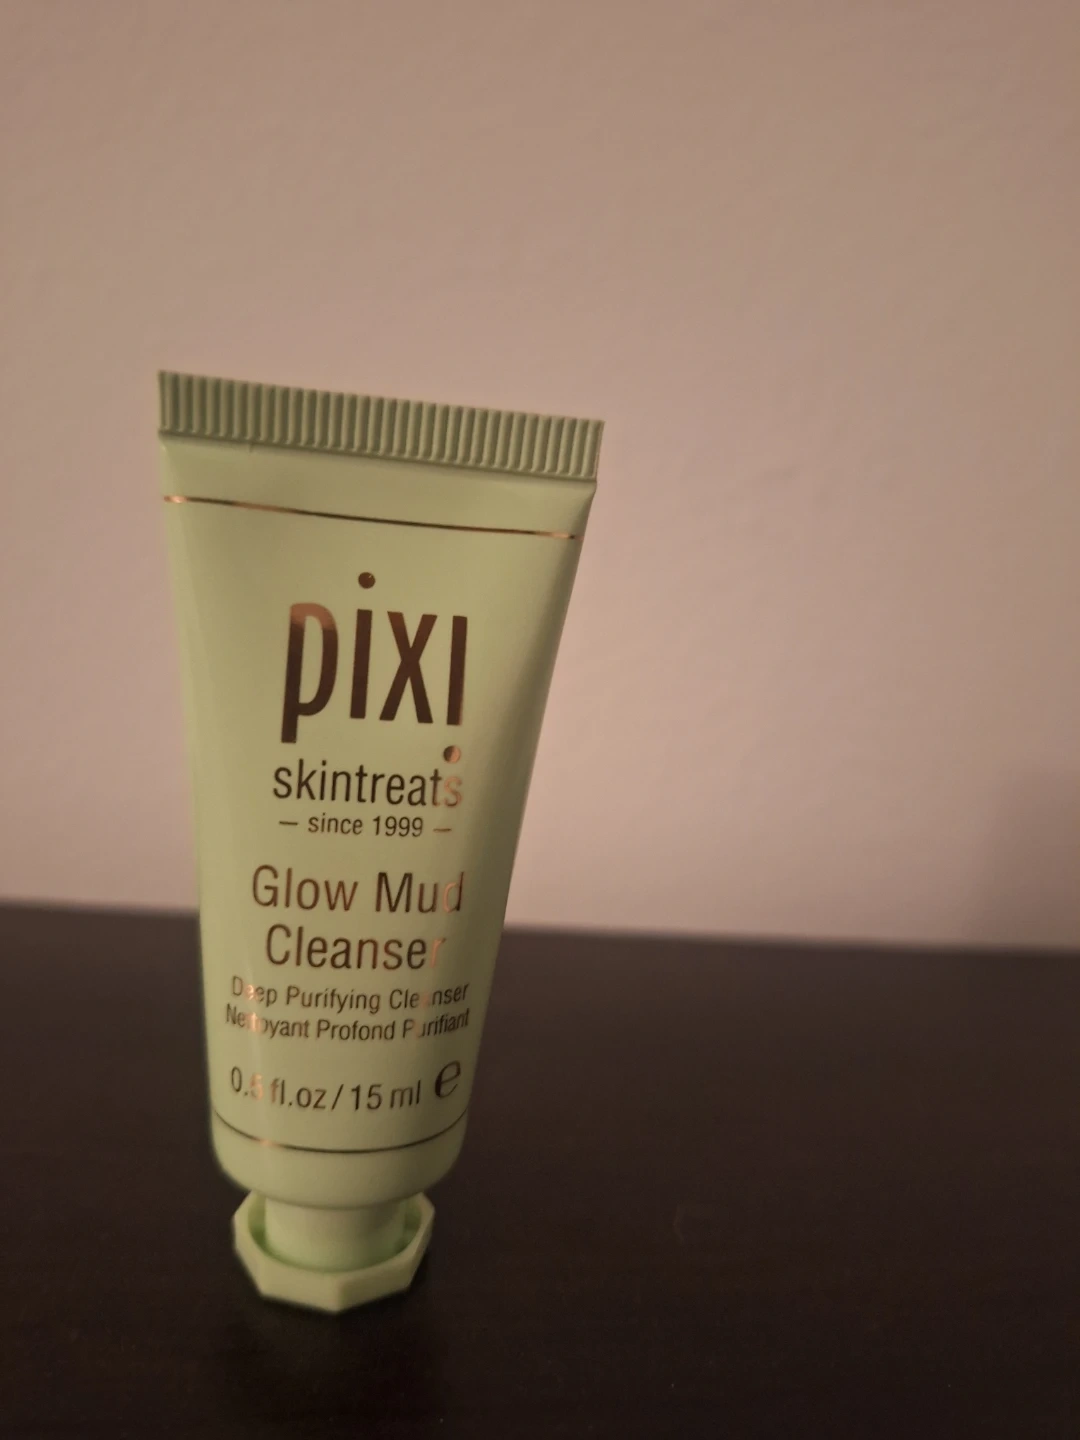 pixi
skintreats
— since 1999 —
Glow Mud
Cleanser
Deep Purifying Cleanser
Nettoyant Profond Purifiant
0.5 fl.oz/15 ml ℮